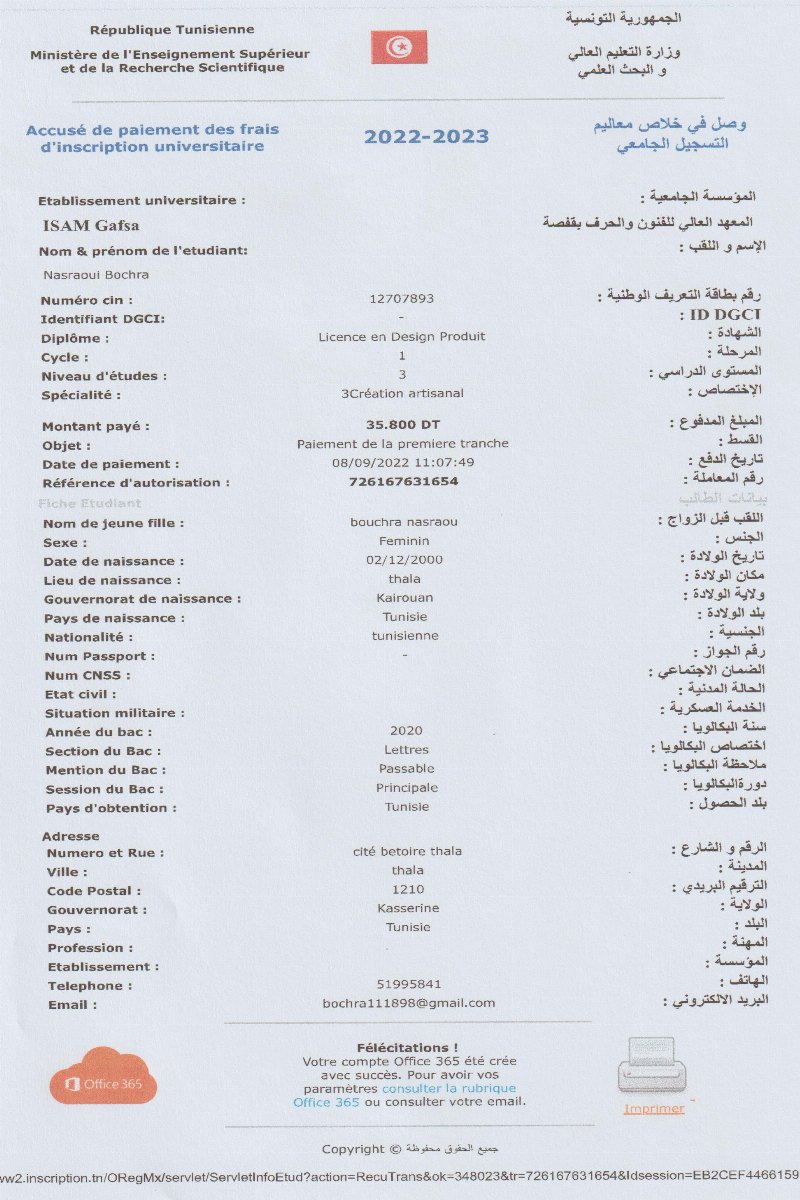 République Tunisienne
الجمهورية التونسية
Ministère de l'Enseignement Supérieur
et de la Recherche Scientifique
وزارة التعليم العالي
و البحث العلمي
Accusé de paiement des frais
d'inscription universitaire
2022-2023
وصل في خلاص معاليم
التسجيل الجامعي
Etablissement universitaire :
المؤسسة الجامعية :
ISAM Gafsa
المعهد العالي للفنون والحرف بقفصة
Nom & prénom de l'etudiant:
الإسم و اللقب :
Nasraoui Bochra
Numéro cin : 12707893 رقم بطاقة التعريف الوطنية :
Identifiant DGCI: - ID DGCI :
Diplôme : Licence en Design Produit الشهادة :
Cycle : 1 المرحلة :
Niveau d'études : 3 المستوى الدراسي :
Spécialité : 3Création artisanal الإختصاص :
Montant payé : 35.800 DT المبلغ المدفوع :
Objet : Paiement de la premiere tranche القسط :
Date de paiement : 08/09/2022 11:07:49 تاريخ الدفع :
Référence d'autorisation : 726167631654 رقم المعاملة :
Fiche Etudiant بيانات الطالب
Nom de jeune fille : bouchra nasraou اللقب قبل الزواج :
Sexe : Feminin الجنس :
Date de naissance : 02/12/2000 تاريخ الولادة :
Lieu de naissance : thala مكان الولادة :
Gouvernorat de naissance : Kairouan ولاية الولادة :
Pays de naissance : Tunisie بلد الولادة :
Nationalité : tunisienne الجنسية :
Num Passport : - رقم الجواز :
Num CNSS : الضمان الاجتماعي :
Etat civil : الحالة المدنية :
Situation militaire : الخدمة العسكرية :
Année du bac : 2020 سنة البكالويا :
Section du Bac : Lettres اختصاص البكالويا :
Mention du Bac : Passable ملاحظة البكالويا :
Session du Bac : Principale دورةالبكالويا :
Pays d'obtention : Tunisie بلد الحصول :
Adresse
Numero et Rue : cité betoire thala الرقم و الشارع :
Ville : thala المدينة :
Code Postal : 1210 الترقيم البريدي :
Gouvernorat : Kasserine الولاية :
Pays : Tunisie البلد :
Profession : المهنة :
Etablissement : المؤسسة :
Telephone : 51995841 الهاتف :
Email : bochra111898@gmail.com البريد الالكتروني :
Félécitations !
Votre compte Office 365 été crée
avec succès. Pour avoir vos
paramètres consulter la rubrique
Office 365 ou consulter votre email.
Office 365
Imprimer
Copyright © جميع الحقوق محفوظة
ww2.inscription.tn/ORegMx/servlet/ServletInfoEtud?action=RecuTrans&ok=348023&tr=726167631654&Idsession=EB2CEF4466159